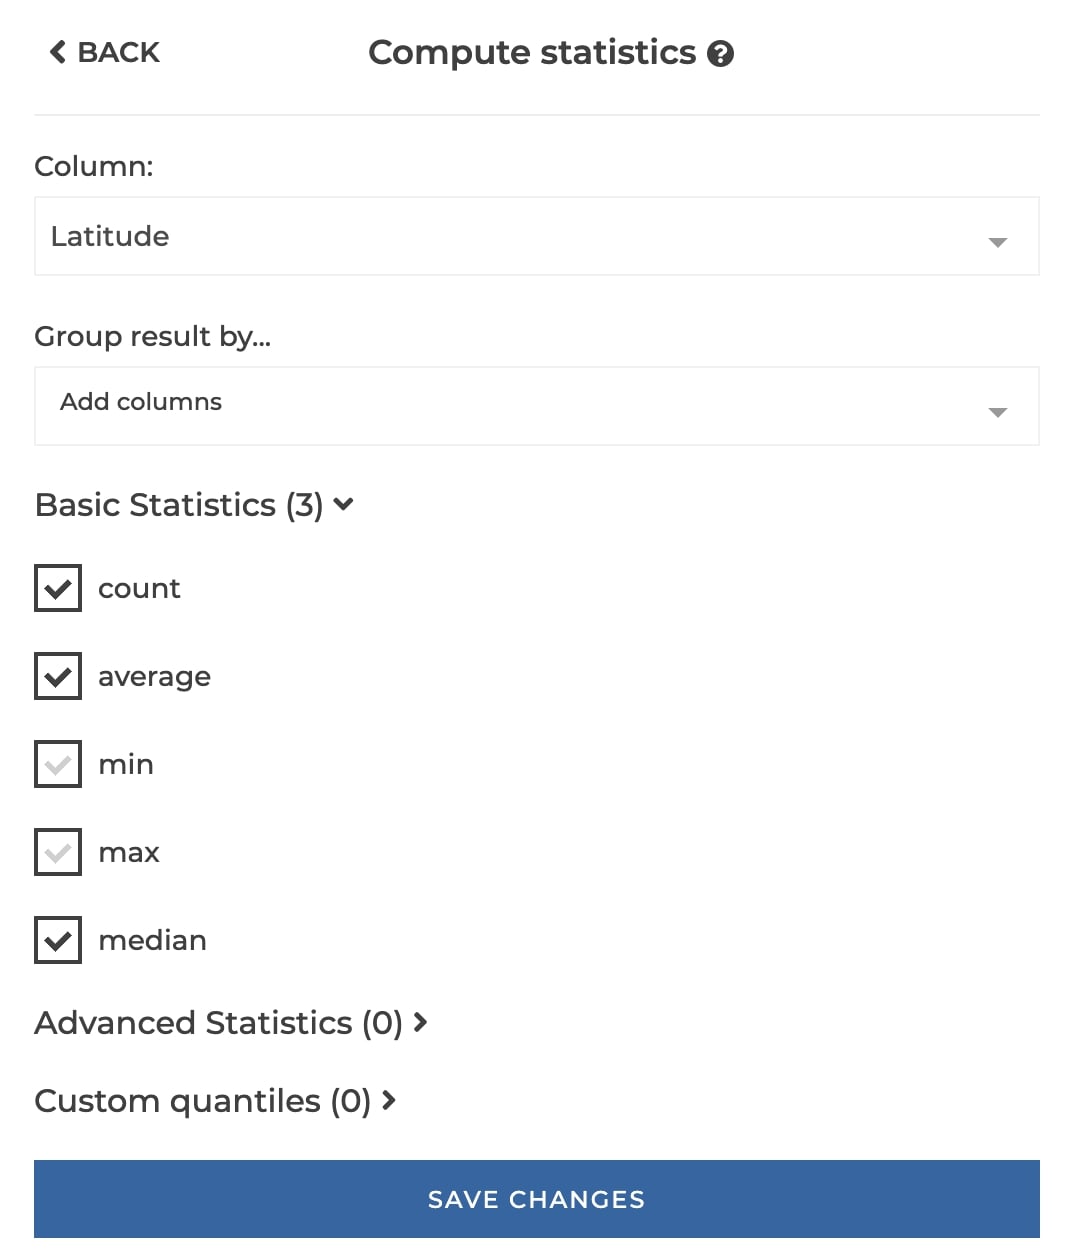 BACK
Compute statistics
Column:
Latitude
Group result by...
Add columns
Basic Statistics (3)
count
average
min
max
median
Advanced Statistics (0)
Custom quantiles (0)
SAVE CHANGES